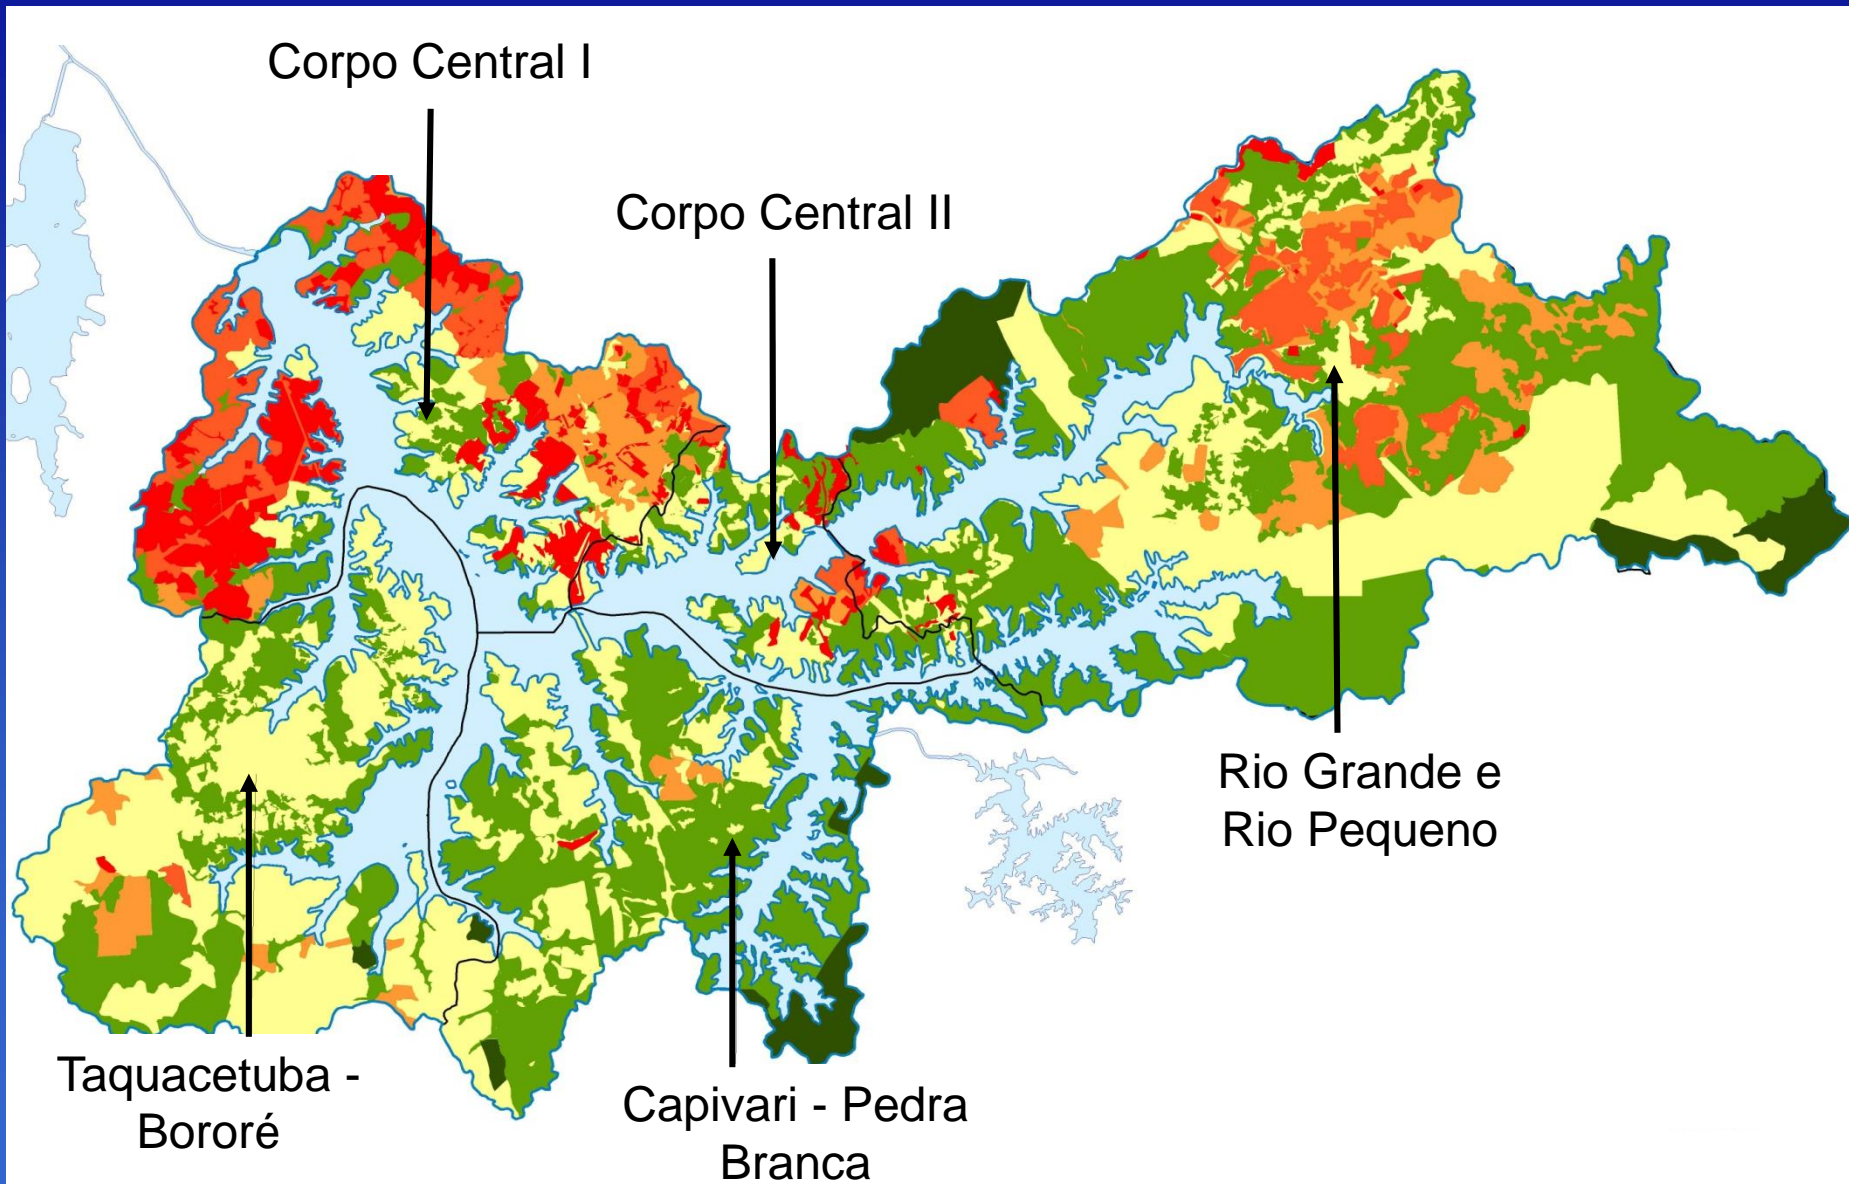 Corpo Central I
Corpo Central II
Rio Grande e
Rio Pequeno
Taquacetuba -
Bororé
Capivari - Pedra
Branca